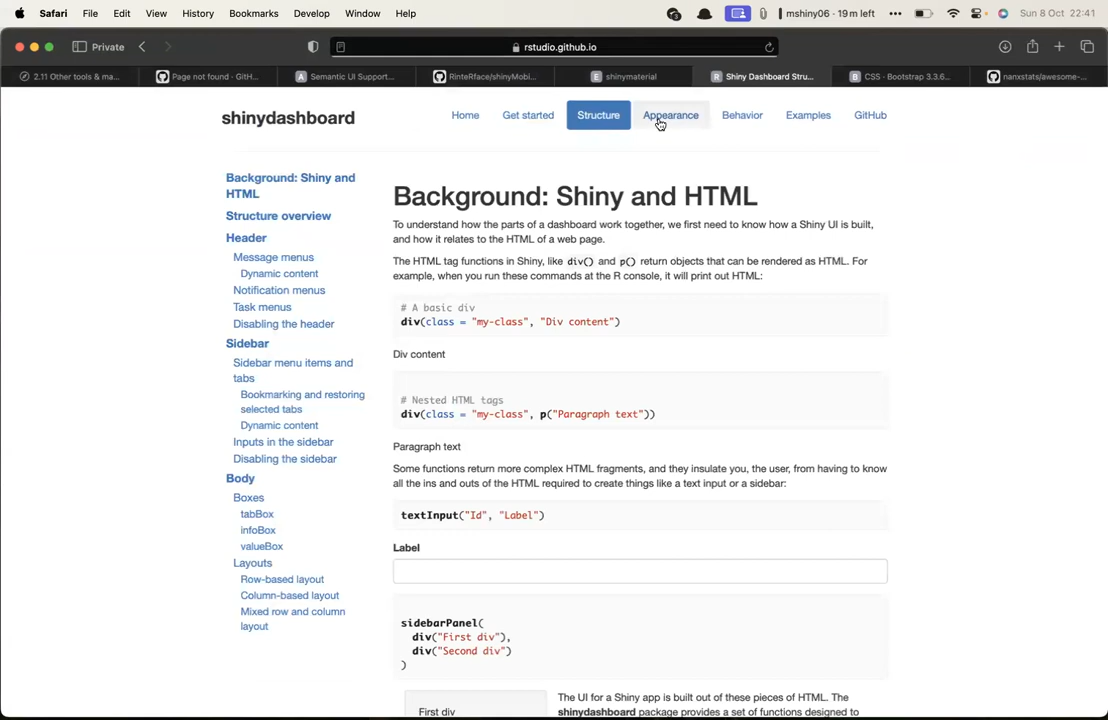 Safari File Edit View History Bookmarks Develop Window Help mshiny06 · 19 m left Sun 8 Oct 22:41
Private rstudio.github.io
2.11 Other tools & ma... Page not found · GitH... Semantic UI Support... RinteRface/shinyMobi... shinymaterial Shiny Dashboard Stru... CSS · Bootstrap 3.3.6... nanxstats/awesome-...
shinydashboard
Home Get started Structure Appearance Behavior Examples GitHub
Background: Shiny and
HTML
Structure overview
Header
Message menus
Dynamic content
Notification menus
Task menus
Disabling the header
Sidebar
Sidebar menu items and
tabs
Bookmarking and restoring
selected tabs
Dynamic content
Inputs in the sidebar
Disabling the sidebar
Body
Boxes
tabBox
infoBox
valueBox
Layouts
Row-based layout
Column-based layout
Mixed row and column
layout
Background: Shiny and HTML
To understand how the parts of a dashboard work together, we first need to know how a Shiny UI is built,
and how it relates to the HTML of a web page.
The HTML tag functions in Shiny, like div() and p() return objects that can be rendered as HTML. For
example, when you run these commands at the R console, it will print out HTML:
# A basic div
div(class = "my-class", "Div content")
Div content
# Nested HTML tags
div(class = "my-class", p("Paragraph text"))
Paragraph text
Some functions return more complex HTML fragments, and they insulate you, the user, from having to know
all the ins and outs of the HTML required to create things like a text input or a sidebar:
textInput("Id", "Label")
Label
sidebarPanel(
div("First div"),
div("Second div")
)
First div
The UI for a Shiny app is built out of these pieces of HTML. The
shinydashboard package provides a set of functions designed to